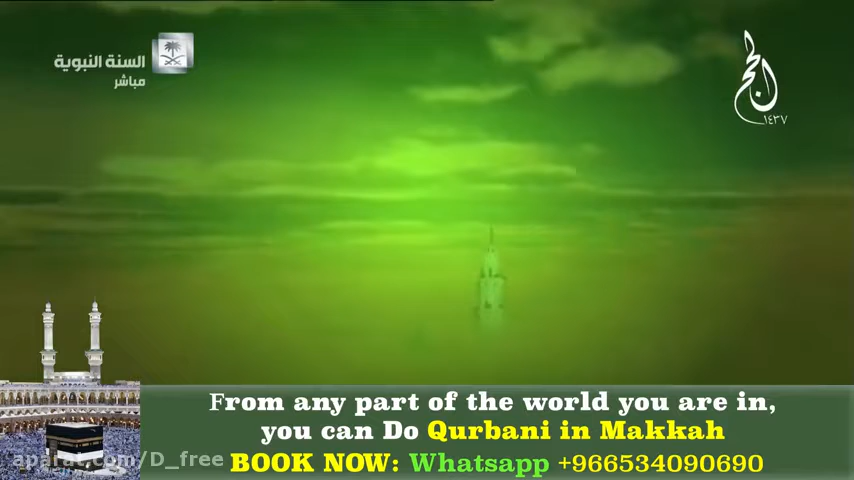 السنة النبوية
مباشر
الحج
١٤٣٧
From any part of the world you are in,
you can Do Qurbani in Makkah
BOOK NOW: Whatsapp +966534090690
aparat.com/D_free